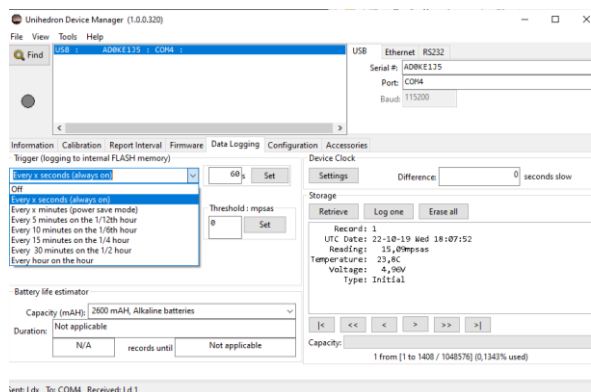 Unihedron Device Manager (1.0.0.320)
File View Tools Help
Find
USB : AD0KE1J5 : COM4 :
USB Ethernet RS232
Serial #: AD0KE1J5
Port: COM4
Baud: 115200
Information Calibration Report Interval Firmware Data Logging Configuration Accessories
Trigger (logging to internal FLASH memory)
Every x seconds (always on)
60 s Set
Off
Every x seconds (always on)
Every x minutes (power save mode)
Every 5 minutes on the 1/12th hour
Every 10 minutes on the 1/6th hour
Every 15 minutes on the 1/4 hour
Every 30 minutes on the 1/2 hour
Every hour on the hour
Threshold : mpsas
0 Set
Battery life estimator
Capacity (mAH): 2600 mAH, Alkaline batteries
Duration: Not applicable
N/A records until Not applicable
Device Clock
Settings Difference: 0 seconds slow
Storage
Retrieve Log one Erase all
Record: 1
UTC Date: 22-10-19 Wed 18:07:52
Reading: 15,09mpsas
Temperature: 23,8C
Voltage: 4,96V
Type: Initial
|< << < > >> >|
Capacity:
1 from [1 to 1408 / 1048576] (0,1343% used)
Sent: Ldx To: COM4 Received: Ld,1